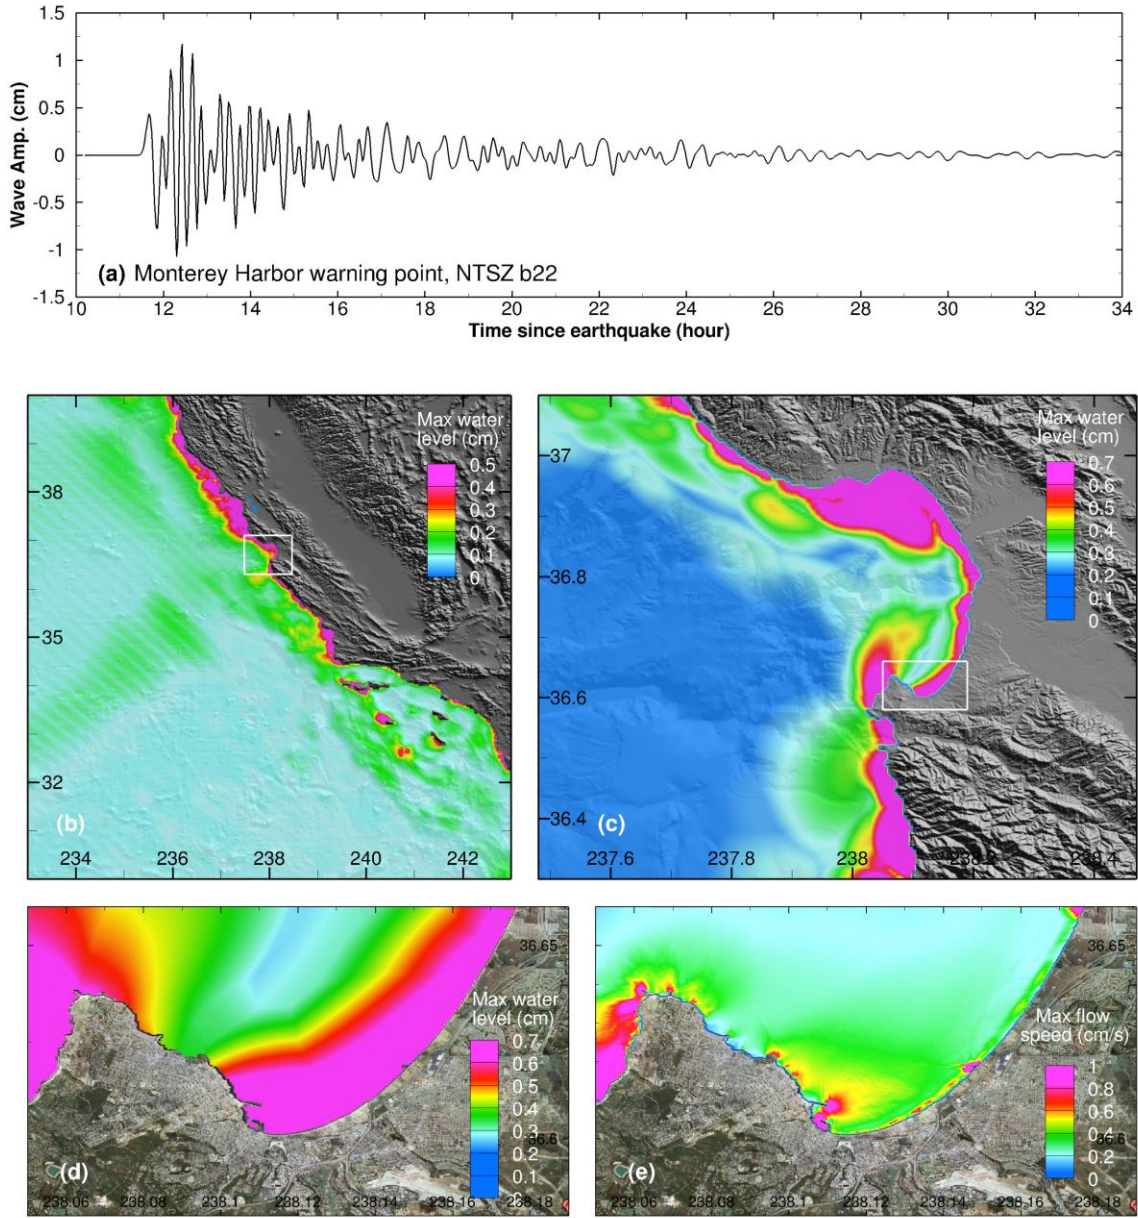 1.5
1
0.5
0
-0.5
-1
-1.5
Wave Amp. (cm)
(a) Monterey Harbor warning point, NTSZ b22
10 12 14 16 18 20 22 24 26 28 30 32 34
Time since earthquake (hour)
Max water
level (cm)
0.5
0.4
0.3
0.2
0.1
0
38
35
32
(b)
234 236 238 240 242
Max water
level (cm)
0.7
0.6
0.5
0.4
0.3
0.2
0.1
0
37
36.8
36.6
36.4
(c)
237.6 237.8 238 238.2 238.4
36.65
Max water
level (cm)
0.7
0.6
0.5
0.4
0.3
0.2
0.1
36.6
(d)
238.06 238.08 238.1 238.12 238.14 238.16 238.18
36.65
Max flow
speed (cm/s)
1
0.8
0.6
0.4
0.2
0
36.6
(e)
238.06 238.08 238.1 238.12 238.14 238.16 238.18